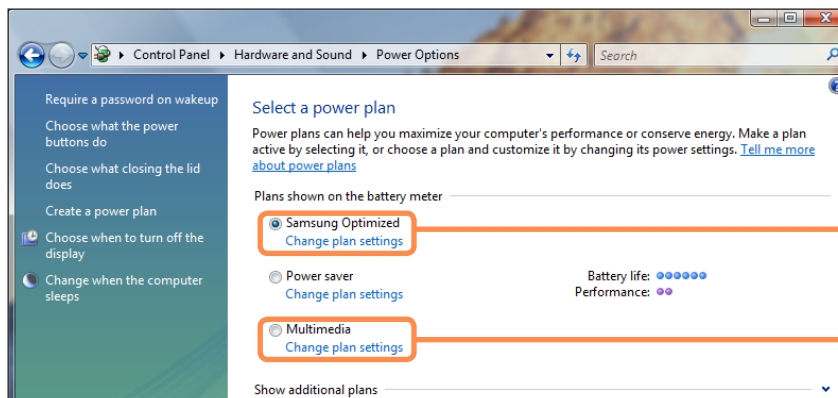 Control Panel ▸ Hardware and Sound ▸ Power Options
Search
Require a password on wakeup
Choose what the power
buttons do
Choose what closing the lid
does
Create a power plan
Choose when to turn off the
display
Change when the computer
sleeps
Select a power plan
Power plans can help you maximize your computer's performance or conserve energy. Make a plan
active by selecting it, or choose a plan and customize it by changing its power settings. Tell me more
about power plans
Plans shown on the battery meter
Samsung Optimized
Change plan settings
Power saver Battery life:
Change plan settings Performance:
Multimedia
Change plan settings
Show additional plans